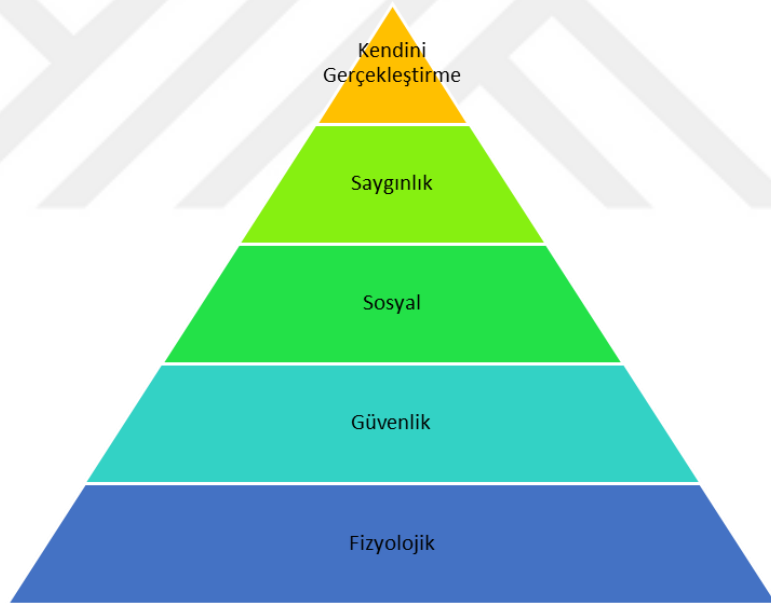 Kendini
Gerçekleştirme
Saygınlık
Sosyal
Güvenlik
Fizyolojik